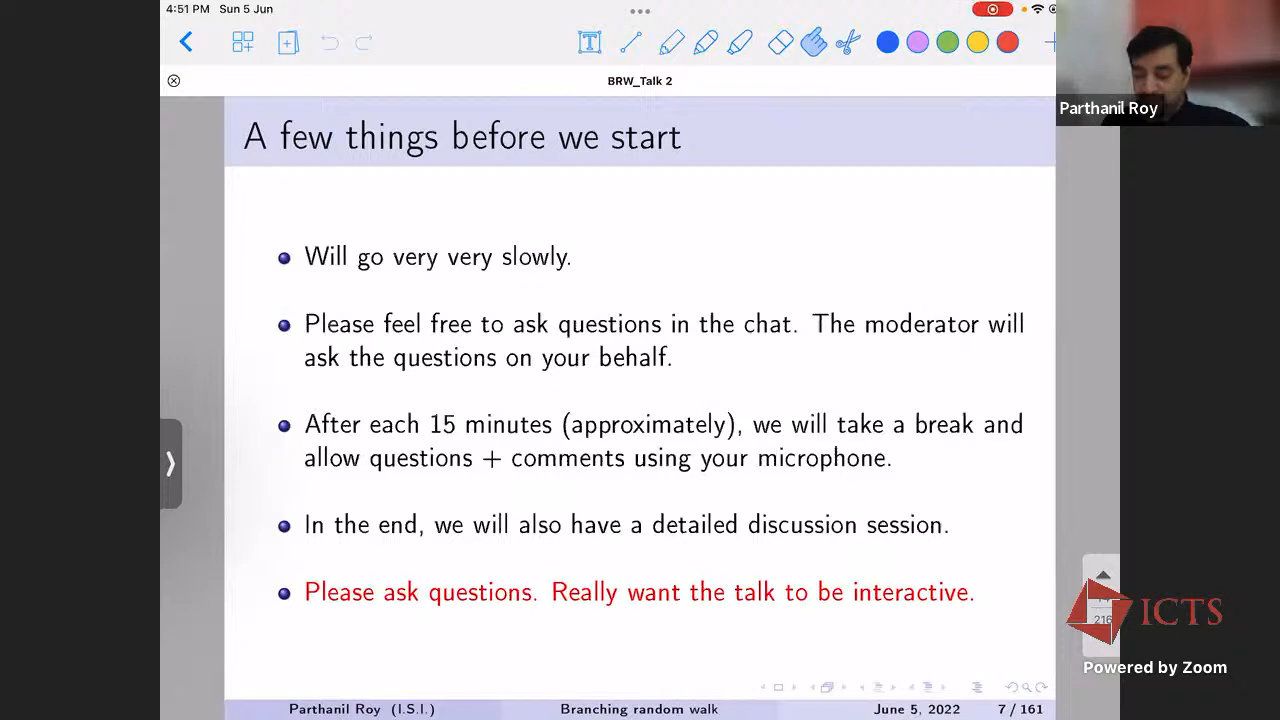 4:51 PM Sun 5 Jun
BRW_Talk 2
Parthanil Roy
A few things before we start
Will go very very slowly.
Please feel free to ask questions in the chat. The moderator will
ask the questions on your behalf.
After each 15 minutes (approximately), we will take a break and
allow questions + comments using your microphone.
In the end, we will also have a detailed discussion session.
Please ask questions. Really want the talk to be interactive.
216
ICTS
Powered by Zoom
Parthanil Roy (I.S.I.) Branching random walk June 5, 2022 7 / 161